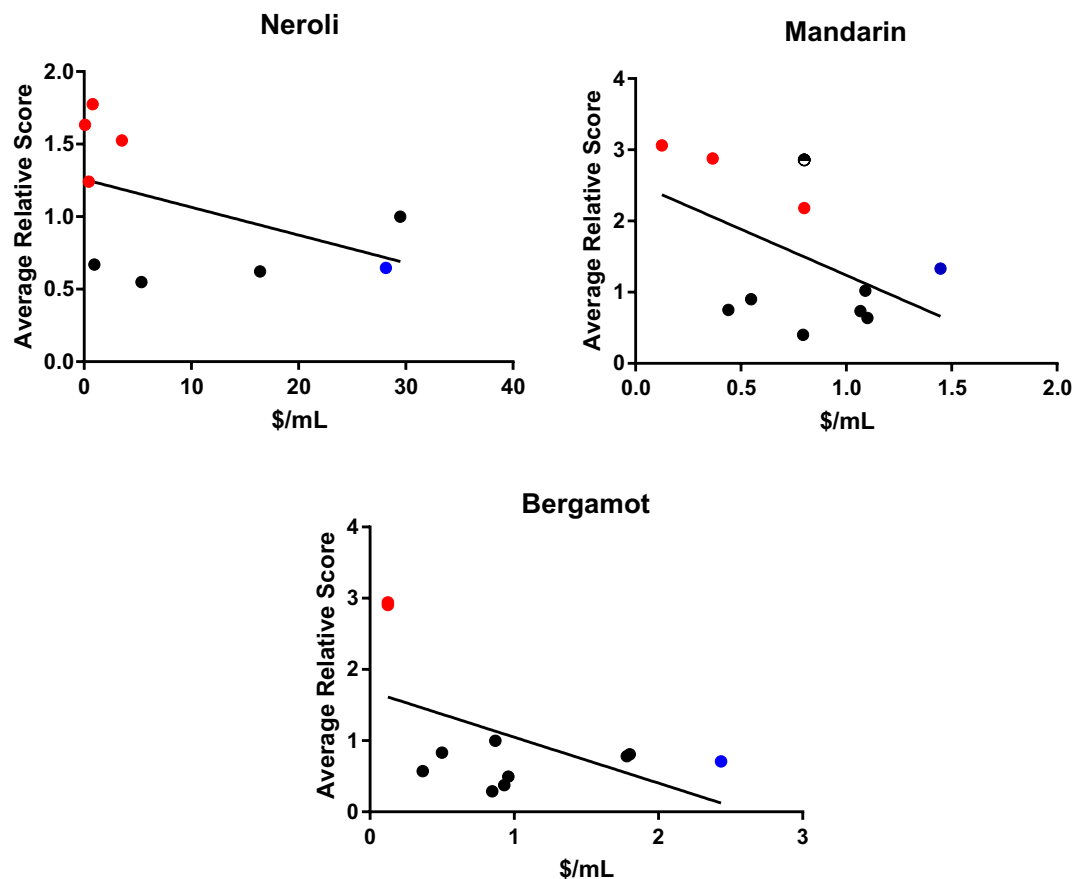 Neroli
Average Relative Score
2.0
1.5
1.0
0.5
0.0
0 10 20 30 40
$/mL
Mandarin
Average Relative Score
4
3
2
1
0
0.0 0.5 1.0 1.5 2.0
$/mL
Bergamot
Average Relative Score
4
3
2
1
0
0 1 2 3
$/mL